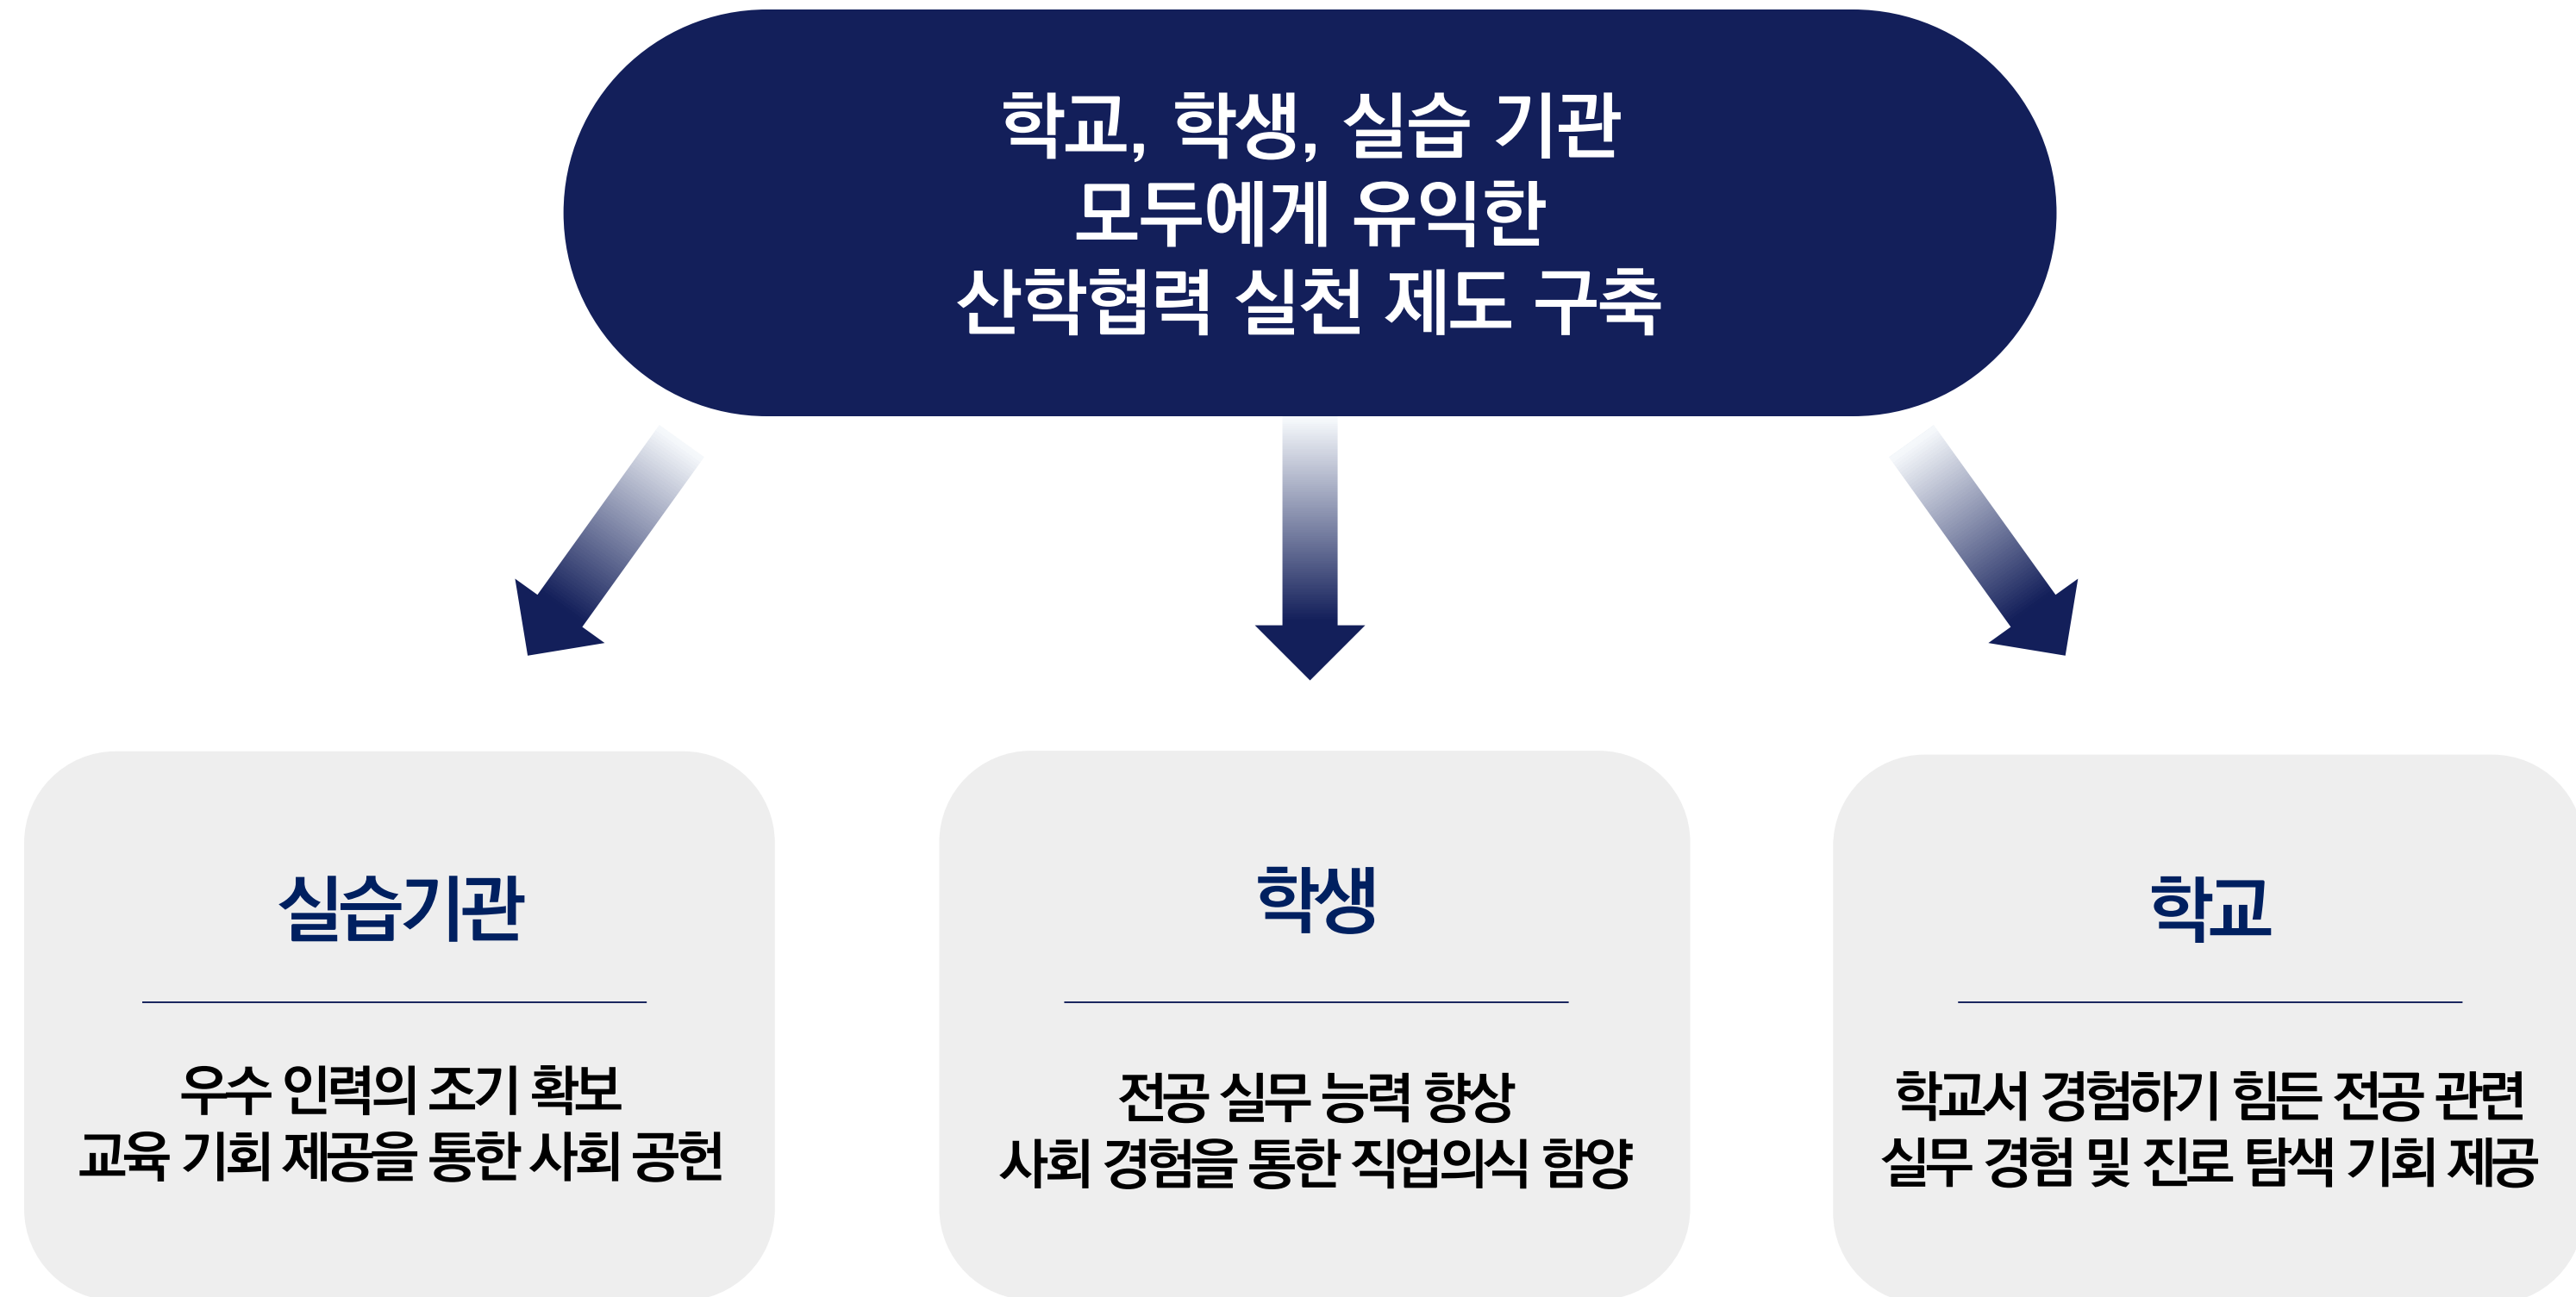 학교, 학생, 실습 기관
모두에게 유익한
산학협력 실천 제도 구축
실습기관
우수 인력의 조기 확보
교육 기회 제공을 통한 사회 공헌
학생
전공 실무 능력 향상
사회 경험을 통한 직업의식 함양
학교
학교서 경험하기 힘든 전공 관련
실무 경험 및 진로 탐색 기회 제공